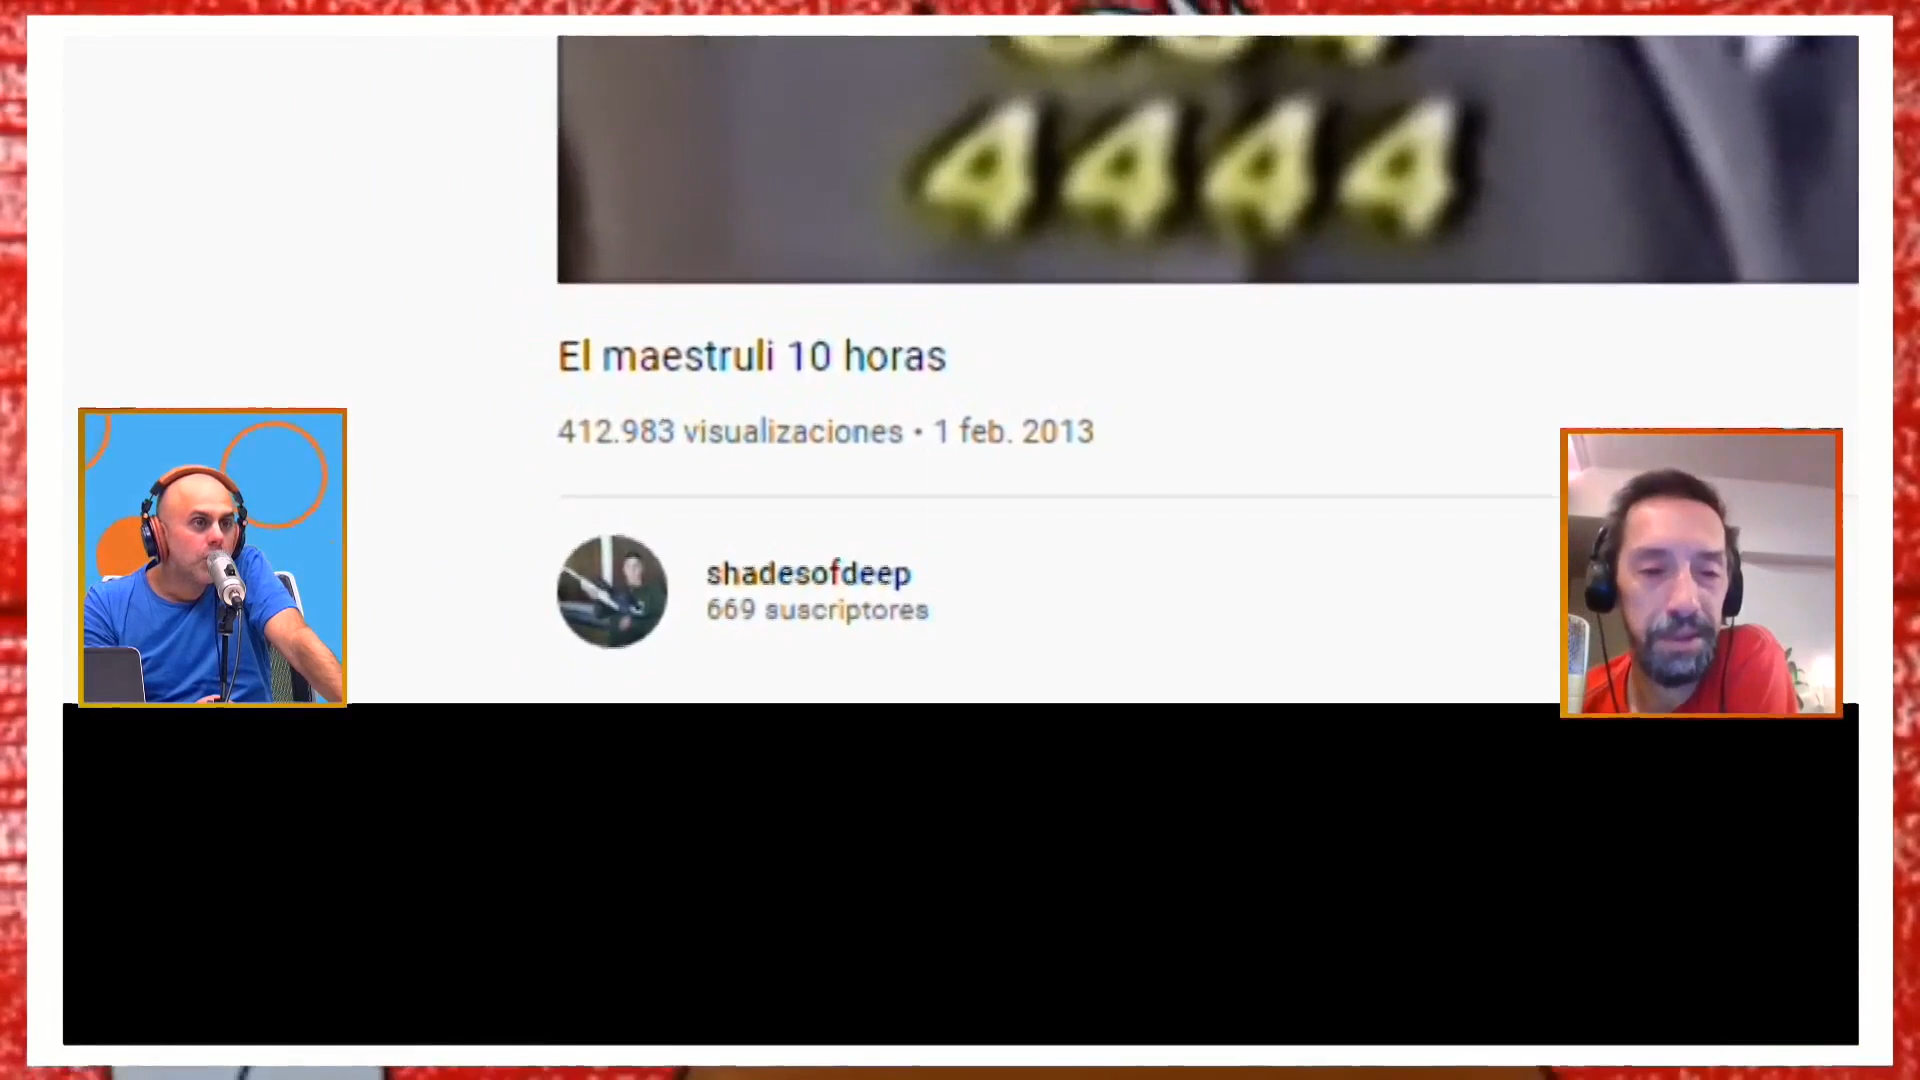 4444
El maestruli 10 horas
412.983 visualizaciones • 1 feb. 2013
shadesofdeep
669 suscriptores